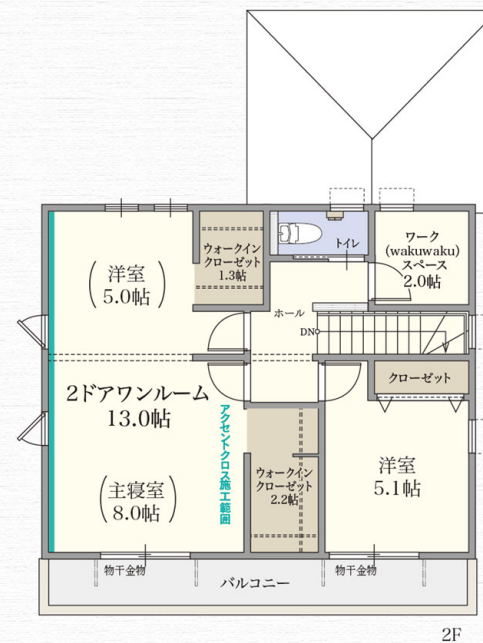 洋室
5.0帖
ウォークイン
クローゼット
1.3帖
トイレ
ワーク
(wakuwaku)
スペース
2.0帖
ホール
DN
2ドアワンルーム
13.0帖
アクセントクロス施工範囲
クローゼット
主寝室
8.0帖
ウォークイン
クローゼット
2.2帖
洋室
5.1帖
物干金物
物干金物
バルコニー
2F